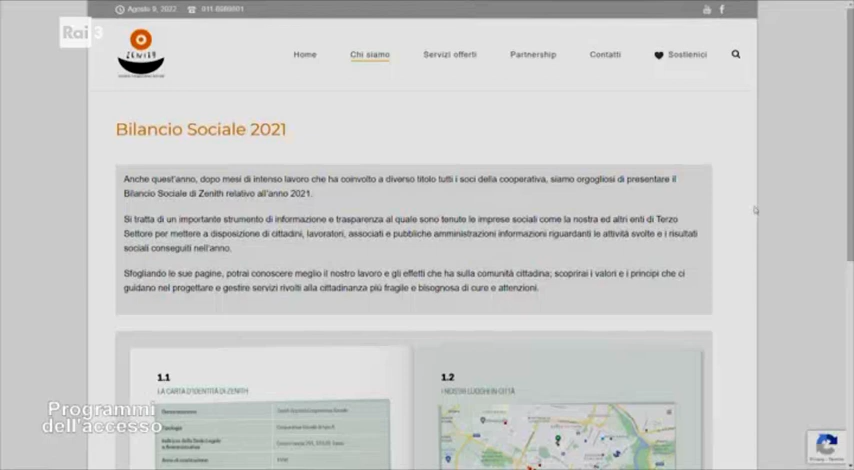 Agosto 9, 2022
Rai 3
ZENITH
Home
Chi siamo
Servizi offerti
Partnership
Contatti
Sostienici
Bilancio Sociale 2021
Anche quest'anno, dopo mesi di intenso lavoro che ha coinvolto a diverso titolo tutti i soci della cooperativa, siamo orgogliosi di presentare il
Bilancio Sociale di Zenith relativo all'anno 2021.
Si tratta di un importante strumento di informazione e trasparenza al quale sono tenute le imprese sociali come la nostra ed altri enti di Terzo
Settore per mettere a disposizione di cittadini, lavoratori, associati e pubbliche amministrazioni informazioni riguardanti le attività svolte e i risultati
sociali conseguiti nell'anno.
Sfogliando le sue pagine, potrai conoscere meglio il nostro lavoro e gli effetti che ha sulla comunità cittadina; scoprirai i valori e i principi che ci
guidano nel progettare e gestire servizi rivolti alla cittadinanza più fragile e bisognosa di cure e attenzioni.
1.1
LA CARTA D'IDENTITÀ DI ZENITH
1.2
I NOSTRI LUOGHI IN CITTÀ
Programmi
dell'accesso